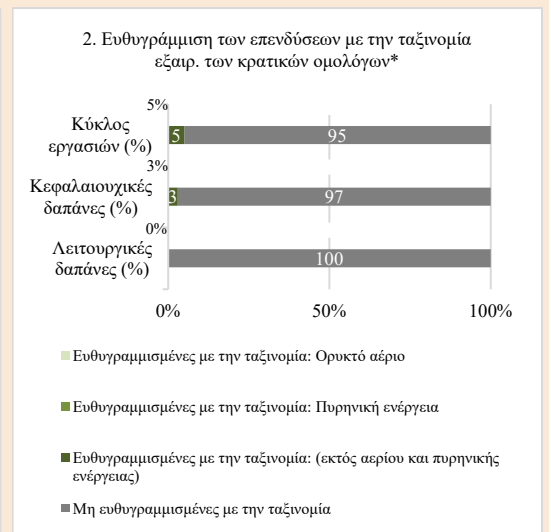 2. Ευθυγράμμιση των επενδύσεων με την ταξινομία
εξαιρ. των κρατικών ομολόγων*
5%
Κύκλος
εργασιών (%)
5
95
3%
Κεφαλαιουχικές
δαπάνες (%)
3
97
0%
Λειτουργικές
δαπάνες (%)
100
0%
50%
100%
Ευθυγραμμισμένες με την ταξινομία: Ορυκτό αέριο
Ευθυγραμμισμένες με την ταξινομία: Πυρηνική ενέργεια
Ευθυγραμμισμένες με την ταξινομία: (εκτός αερίου και πυρηνικής
ενέργειας)
Μη ευθυγραμμισμένες με την ταξινομία